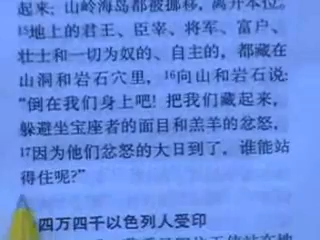 起来；山岭海岛都被挪移，离开本位。
15地上的君王、臣宰、将军、富户、
壮士和一切为奴的、自主的，都藏在
山洞和岩石穴里，16向山和岩石说：
“倒在我们身上吧！把我们藏起来，
躲避坐宝座者的面目和羔羊的忿怒，
17因为他们忿怒的大日到了，谁能站
得住呢？”
四万四千以色列人受印